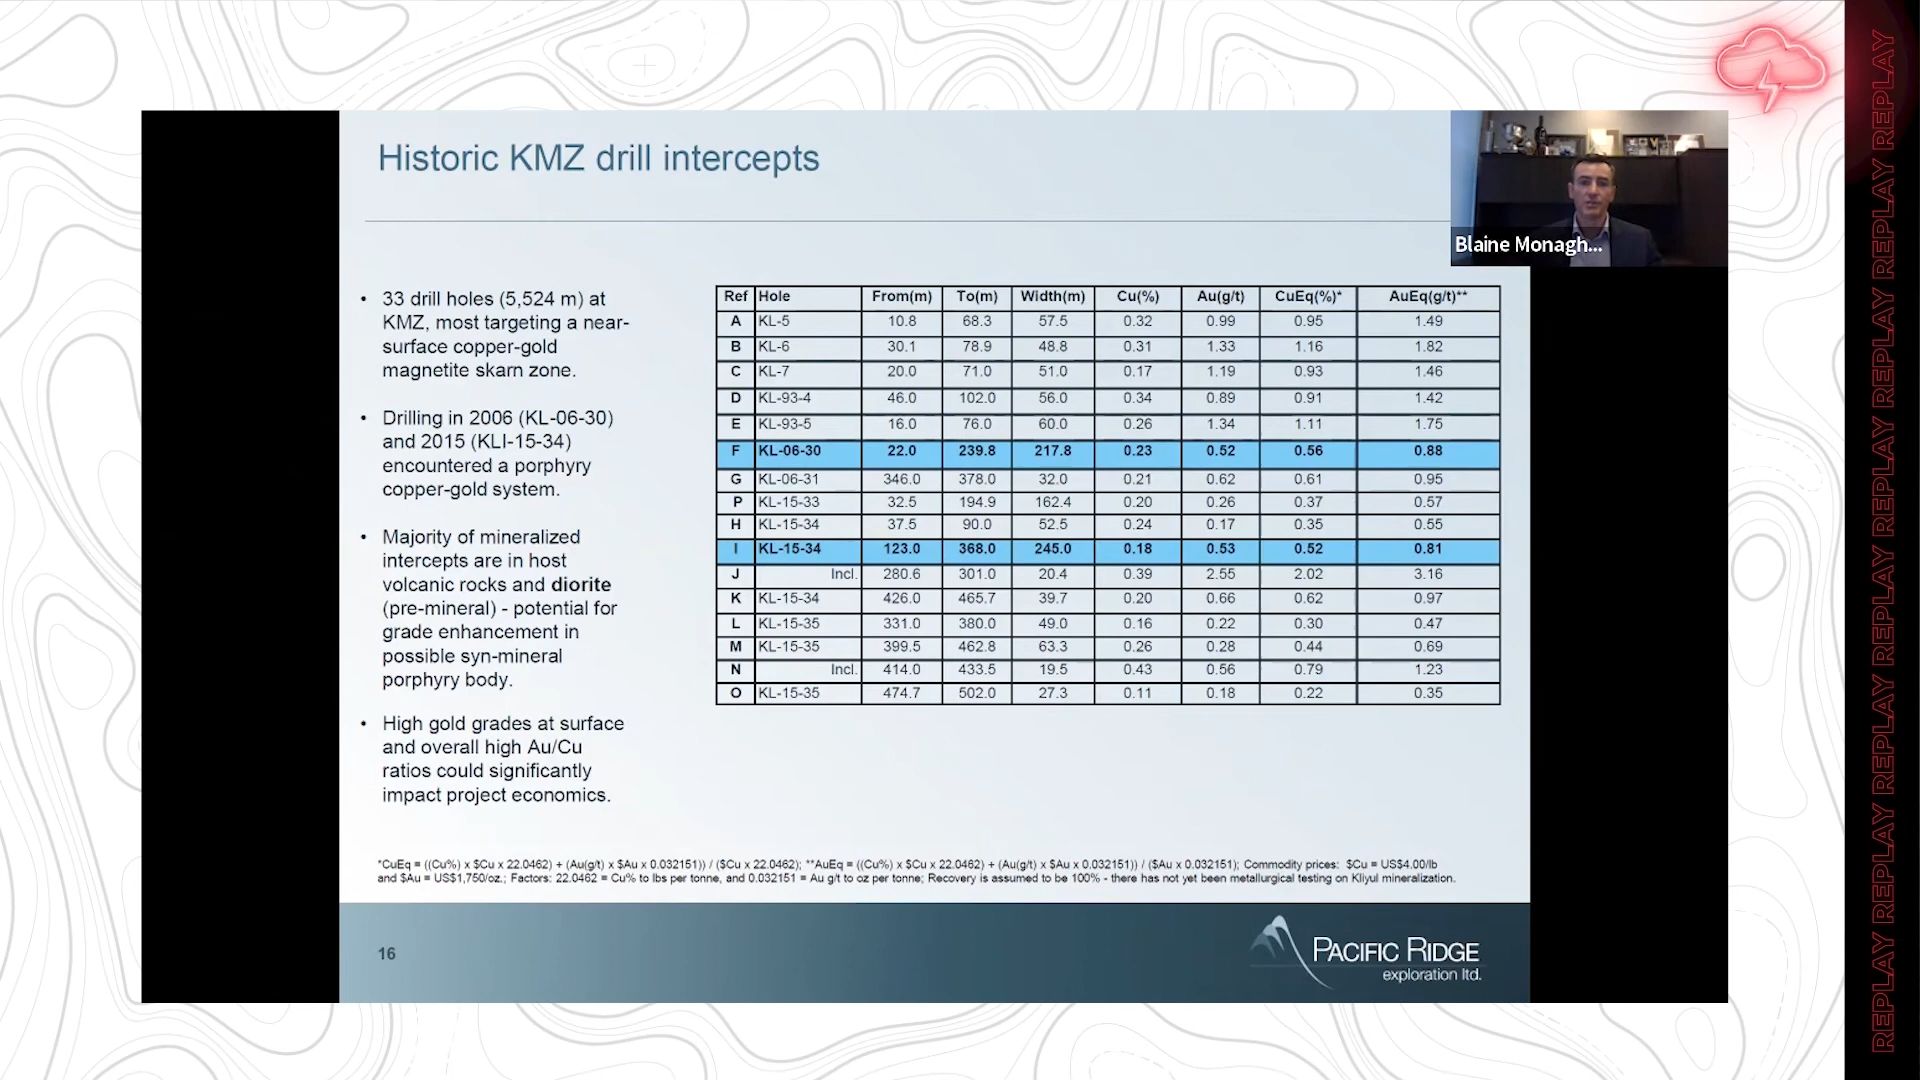 Historic KMZ drill intercepts
Blaine Monagh...
• 33 drill holes (5,524 m) at
KMZ, most targeting a near-
surface copper-gold
magnetite skarn zone.
• Drilling in 2006 (KL-06-30)
and 2015 (KLI-15-34)
encountered a porphyry
copper-gold system.
• Majority of mineralized
intercepts are in host
volcanic rocks and diorite
(pre-mineral) - potential for
grade enhancement in
possible syn-mineral
porphyry body.
• High gold grades at surface
and overall high Au/Cu
ratios could significantly
impact project economics.
Ref Hole From(m) To(m) Width(m) Cu(%) Au(g/t) CuEq(%)* AuEq(g/t)**
A KL-5 10.8 68.3 57.5 0.32 0.99 0.95 1.49
B KL-6 30.1 78.9 48.8 0.31 1.33 1.16 1.82
C KL-7 20.0 71.0 51.0 0.17 1.19 0.93 1.46
D KL-93-4 46.0 102.0 56.0 0.34 0.89 0.91 1.42
E KL-93-5 16.0 76.0 60.0 0.26 1.34 1.11 1.75
F KL-06-30 22.0 239.8 217.8 0.23 0.52 0.56 0.88
G KL-06-31 346.0 378.0 32.0 0.21 0.62 0.61 0.95
P KL-15-33 32.5 194.9 162.4 0.20 0.26 0.37 0.57
H KL-15-34 37.5 90.0 52.5 0.24 0.17 0.35 0.55
I KL-15-34 123.0 368.0 245.0 0.18 0.53 0.52 0.81
J Incl. 280.6 301.0 20.4 0.39 2.55 2.02 3.16
K KL-15-34 426.0 465.7 39.7 0.20 0.66 0.62 0.97
L KL-15-35 331.0 380.0 49.0 0.16 0.22 0.30 0.47
M KL-15-35 399.5 462.8 63.3 0.26 0.28 0.44 0.69
N Incl. 414.0 433.5 19.5 0.43 0.56 0.79 1.23
O KL-15-35 474.7 502.0 27.3 0.11 0.18 0.22 0.35
*CuEq = ((Cu%) x $Cu x 22.0462) + (Au(g/t) x $Au x 0.032151)) / ($Cu x 22.0462); **AuEq = ((Cu%) x $Cu x 22.0462) + (Au(g/t) x $Au x 0.032151)) / ($Au x 0.032151); Commodity prices: $Cu = US$4.00/lb
and $Au = US$1,750/oz.; Factors: 22.0462 = Cu% to lbs per tonne, and 0.032151 = Au g/t to oz per tonne; Recovery is assumed to be 100% - there has not yet been metallurgical testing on Kliyul mineralization.
16
PACIFIC RIDGE
exploration ltd.
REPLAY REPLAY REPLAY REPLAY REPLAY REPLAY REPLAY REPLAY